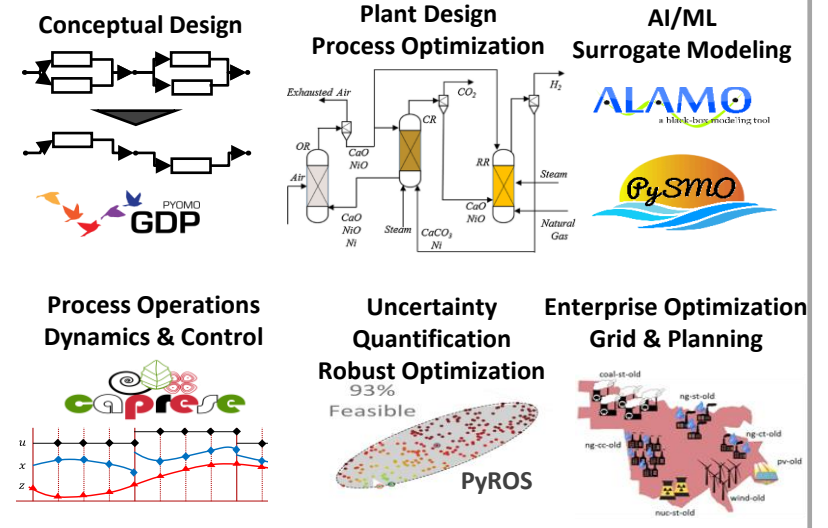 Conceptual Design
PYOMO
GDP
Plant Design
Process Optimization
Exhausted Air
CO2
H2
CR
OR
CaO
NiO
RR
Air
Steam
CaO
NiO
CaO
NiO
Ni
Steam
CaCO3
Ni
Natural
Gas
AI/ML
Surrogate Modeling
ALAMO
a black-box modeling tool
PySMO
Process Operations
Dynamics & Control
caprese
u
x
z
Uncertainty
Quantification
Robust Optimization
93%
Feasible
PyROS
Enterprise Optimization
Grid & Planning
coal-st-old
ng-st-old
ng-ct-old
ng-cc-old
pv-old
wind-old
nuc-st-old